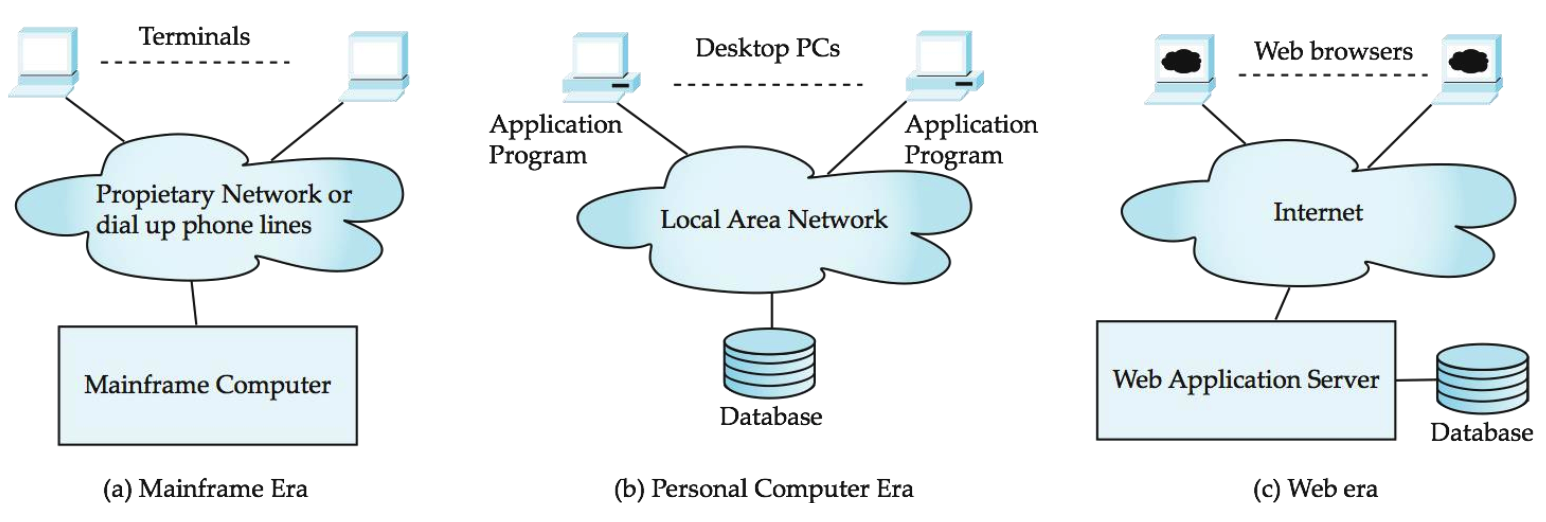 Terminals
Propietary Network or
dial up phone lines
Mainframe Computer
(a) Mainframe Era
Desktop PCs
Application
Program
Application
Program
Local Area Network
Database
(b) Personal Computer Era
Web browsers
Internet
Web Application Server
Database
(c) Web era